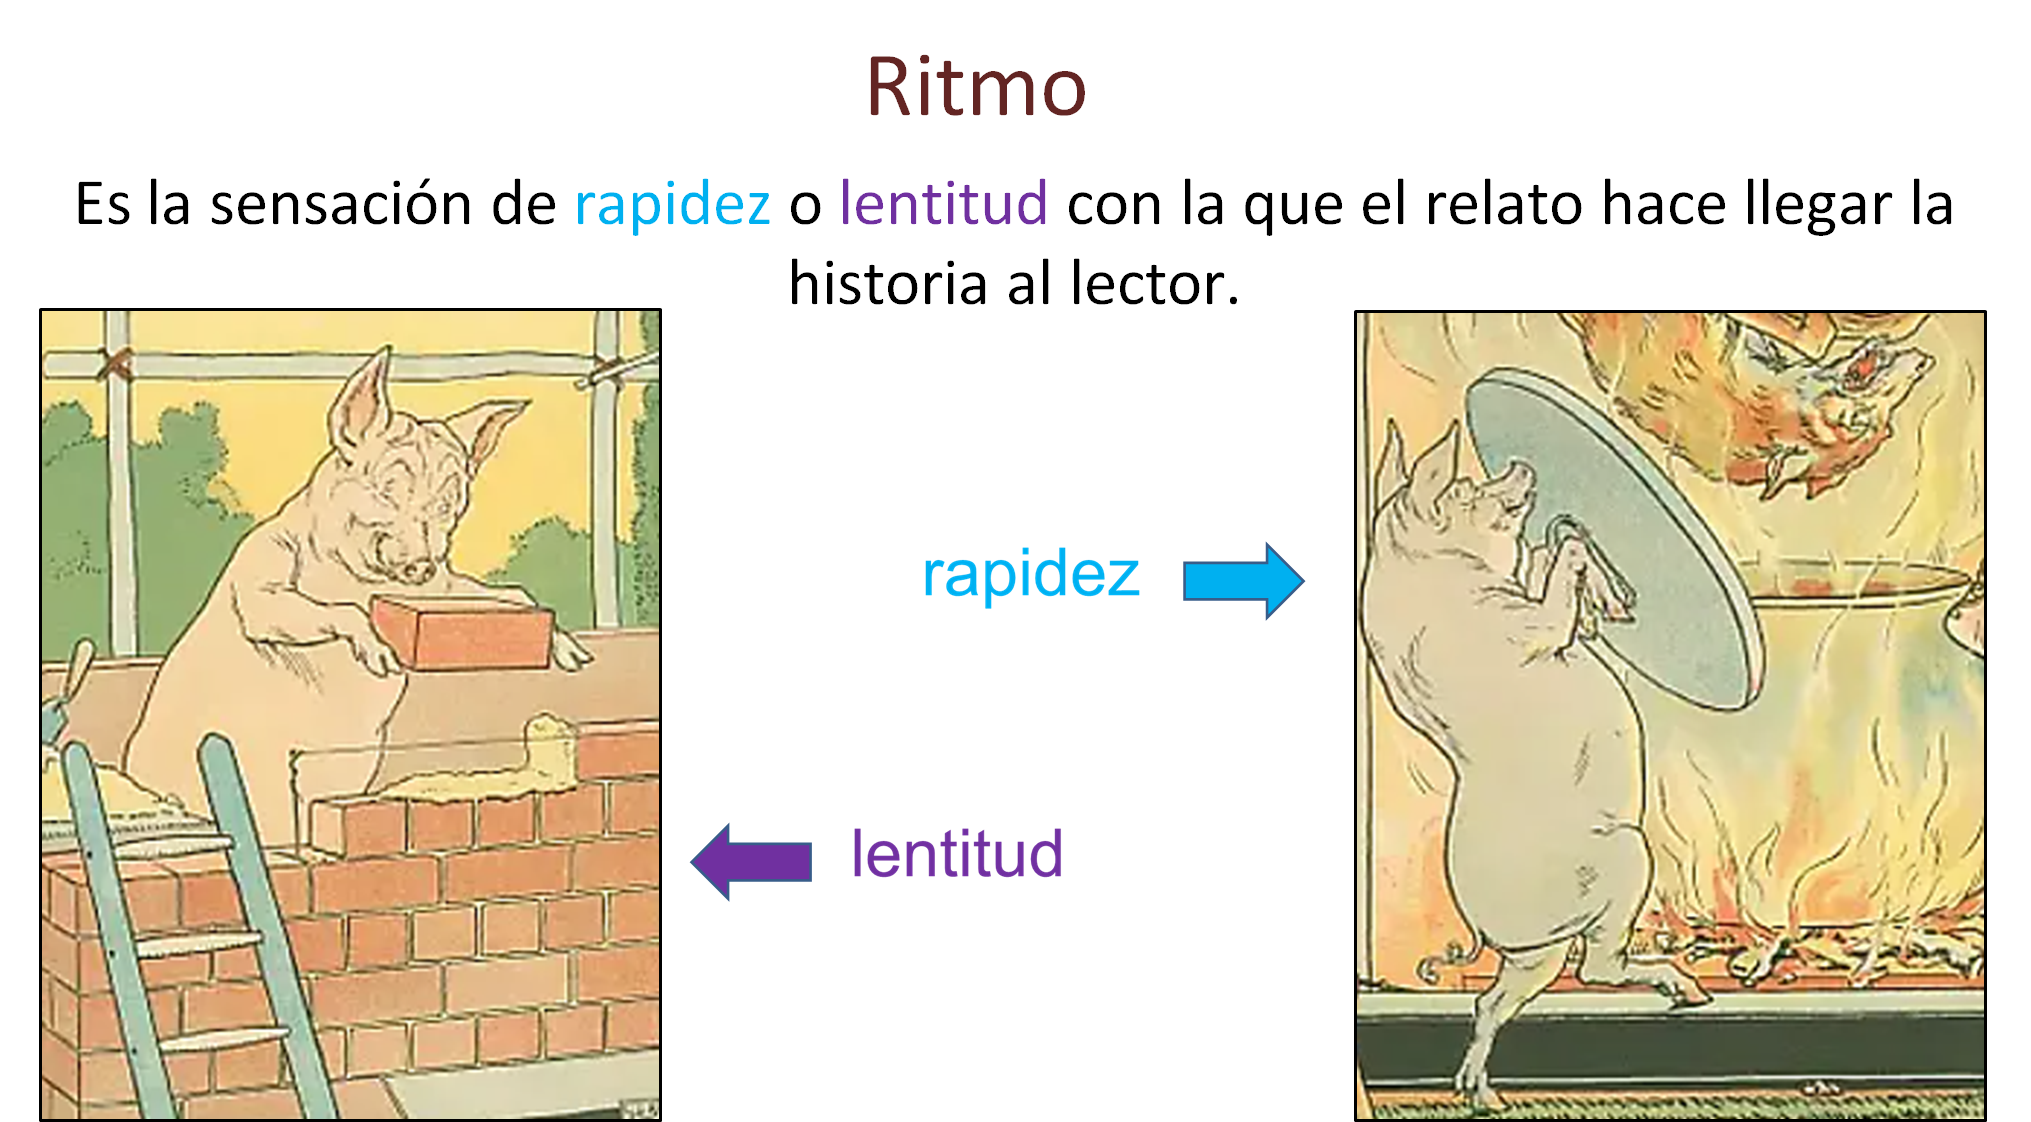 Ritmo
Es la sensación de rapidez o lentitud con la que el relato hace llegar la
historia al lector.
rapidez
lentitud